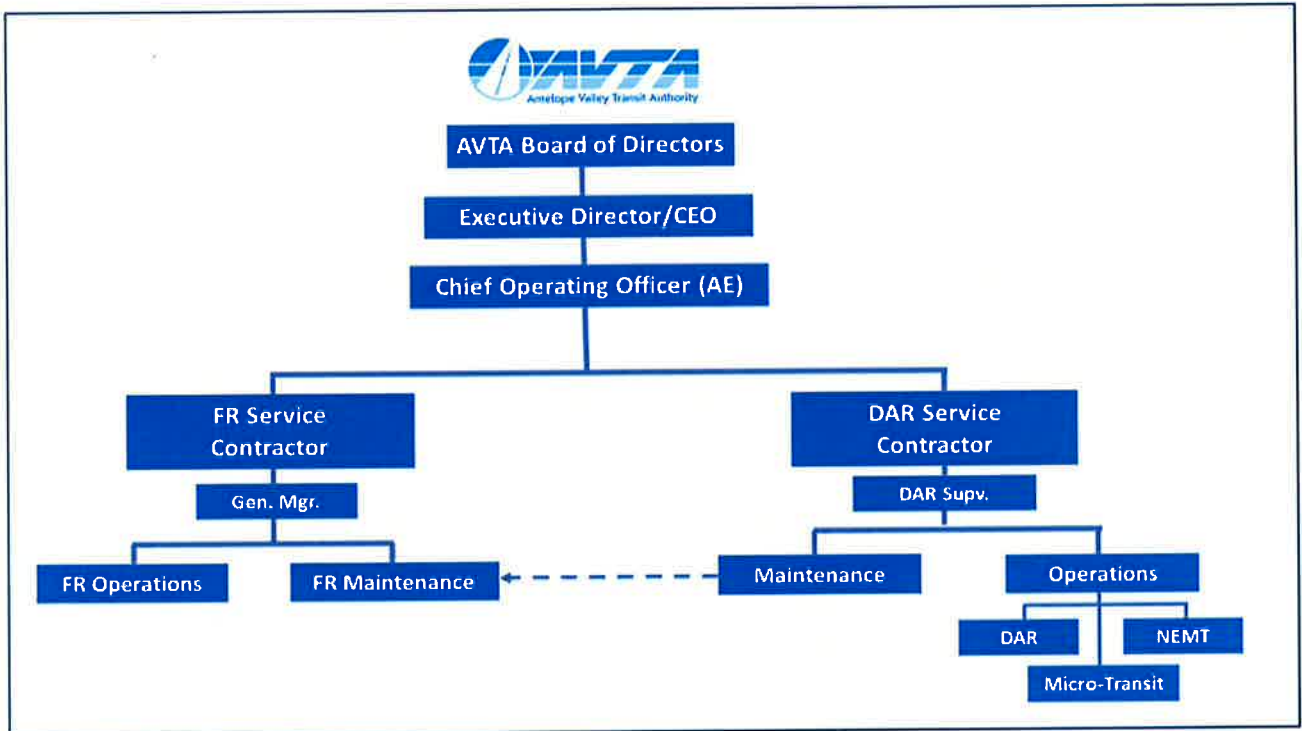 AVTA
Antelope Valley Transit Authority
AVTA Board of Directors
Executive Director/CEO
Chief Operating Officer (AE)
FR Service
Contractor
DAR Service
Contractor
Gen. Mgr.
DAR Supv.
FR Operations
FR Maintenance
Maintenance
Operations
DAR
NEMT
Micro-Transit